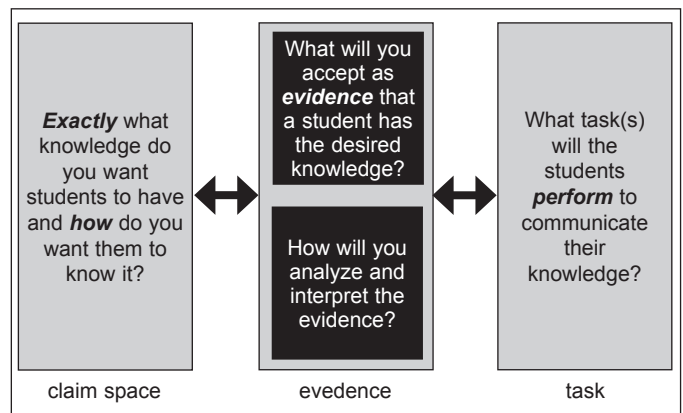 Exactly what
knowledge do
you want
students to have
and how do you
want them to
know it?
What will you
accept as
evidence that
a student has
the desired
knowledge?
How will you
analyze and
interpret the
evidence?
What task(s)
will the
students
perform to
communicate
their
knowledge?
claim space
evedence
task